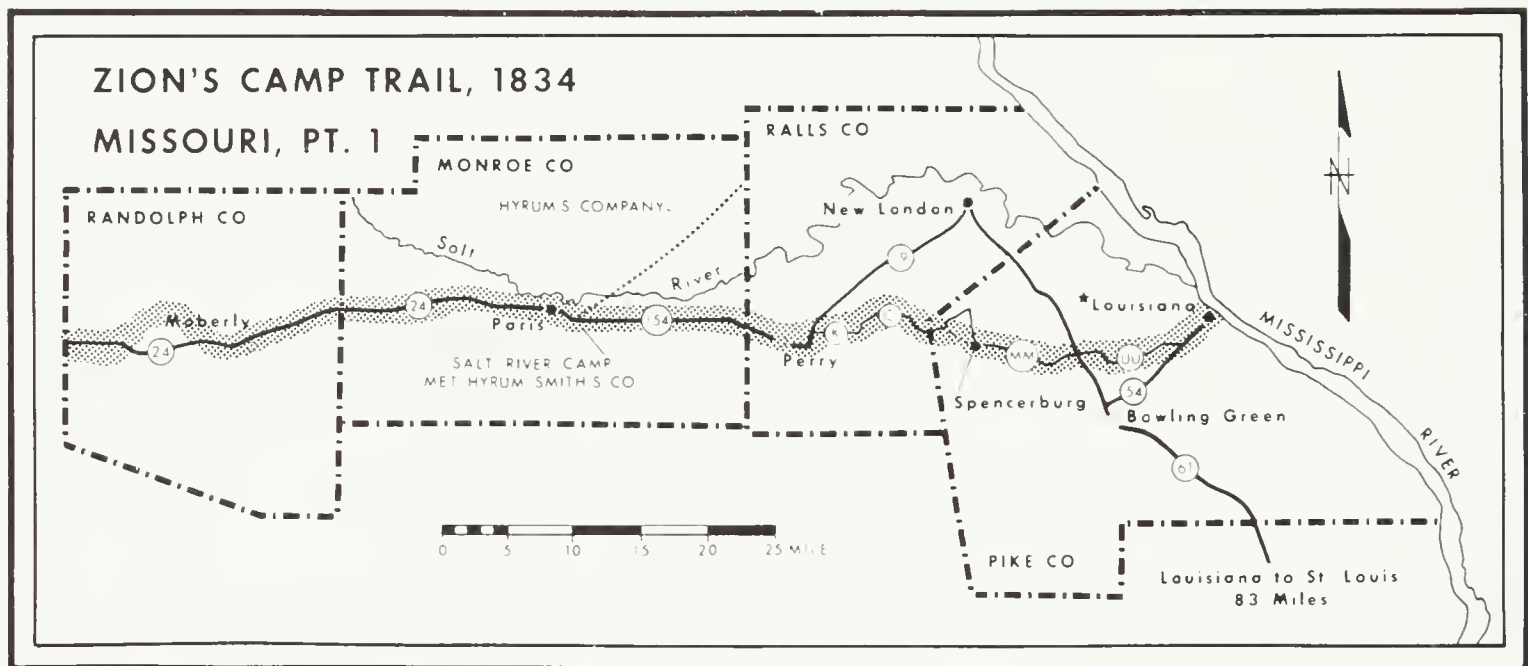 ZION'S CAMP TRAIL, 1834
MISSOURI, PT. 1
MONROE CO
RALLS CO
RANDOLPH CO
HYRUM'S COMPANY
New London
Salt
River
19
Louisiana
24
Moberly
24
Paris
154
K
Perry
SALT RIVER CAMP
MET HYRUM SMITH'S CO
MM
UU
MISSISSIPPI
RIVER
54
Spencerburg
Bowling Green
61
0 5 10 15 20 25 MILE
PIKE CO
Louisiana to St Louis
83 Miles
N